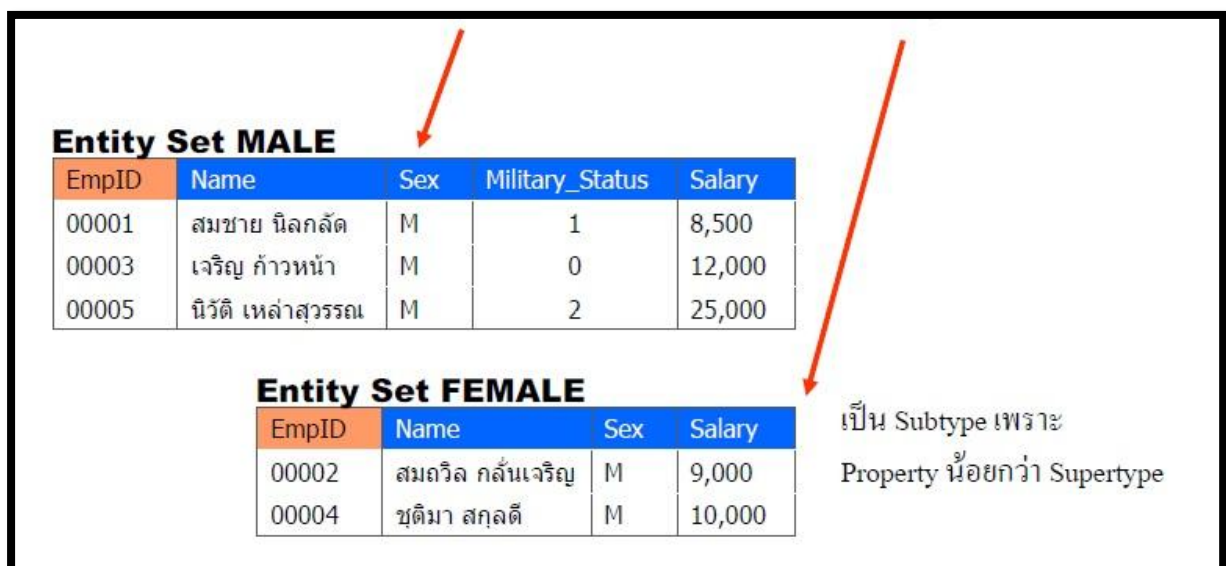 Entity Set MALE
EmpID Name Sex Military_Status Salary
00001 สมชาย นิลกลัด M 1 8,500
00003 เจริญ ก้าวหน้า M 0 12,000
00005 นิวัติ เหล่าสุวรรณ M 2 25,000
Entity Set FEMALE
EmpID Name Sex Salary
00002 สมถวิล กลั่นเจริญ M 9,000
00004 ชุติมา สกุลดี M 10,000
เป็น Subtype เพราะ
Property น้อยกว่า Supertype